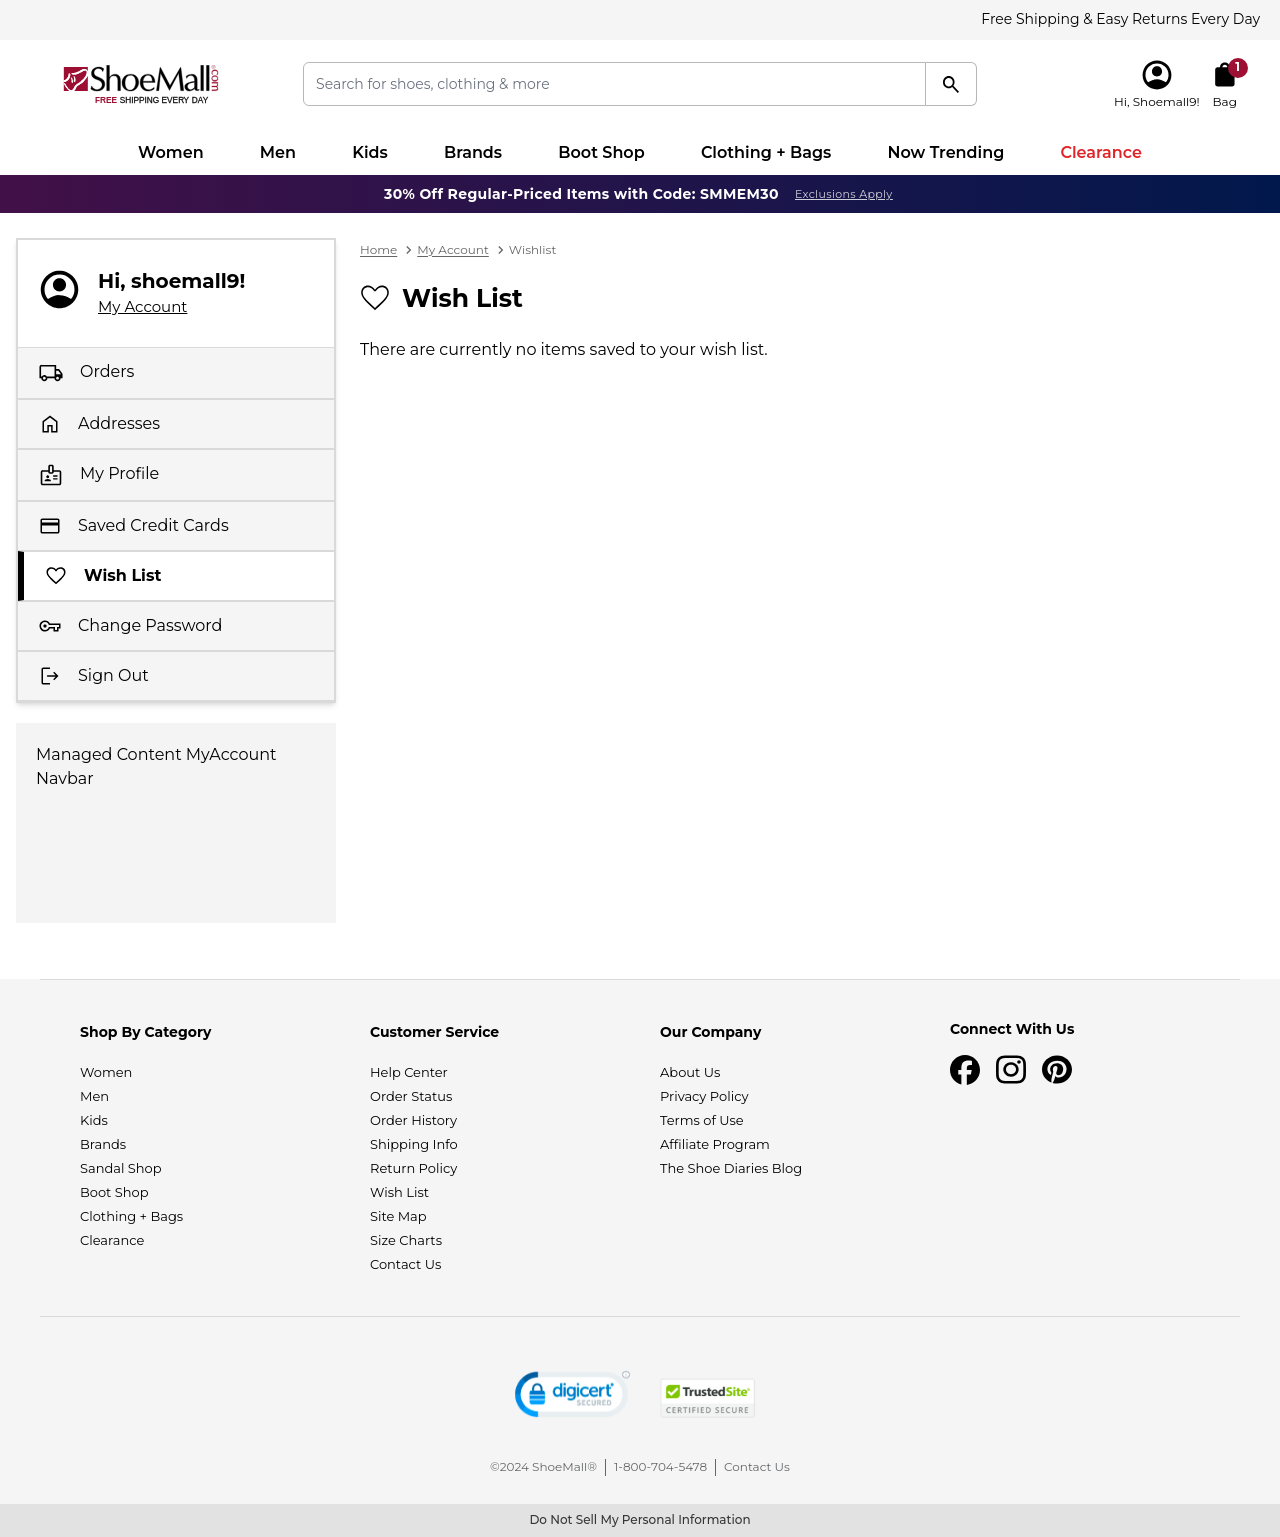 Free Shipping & Easy Returns Every Day
ShoeMall.com
FREE SHIPPING EVERY DAY
Search for shoes, clothing & more
Hi, Shoemall9!
1
Bag
Women Men Kids Brands Boot Shop Clothing + Bags Now Trending Clearance
30% Off Regular-Priced Items with Code: SMMEM30 Exclusions Apply
Hi, shoemall9!
My Account
Orders
Addresses
My Profile
Saved Credit Cards
Wish List
Change Password
Sign Out
Managed Content MyAccount
Navbar
Home > My Account > Wishlist
Wish List
There are currently no items saved to your wish list.
Shop By Category
Women
Men
Kids
Brands
Sandal Shop
Boot Shop
Clothing + Bags
Clearance
Customer Service
Help Center
Order Status
Order History
Shipping Info
Return Policy
Wish List
Site Map
Size Charts
Contact Us
Our Company
About Us
Privacy Policy
Terms of Use
Affiliate Program
The Shoe Diaries Blog
Connect With Us
digicert
SECURED
TrustedSite
CERTIFIED SECURE
©2024 ShoeMall® | 1-800-704-5478 | Contact Us
Do Not Sell My Personal Information